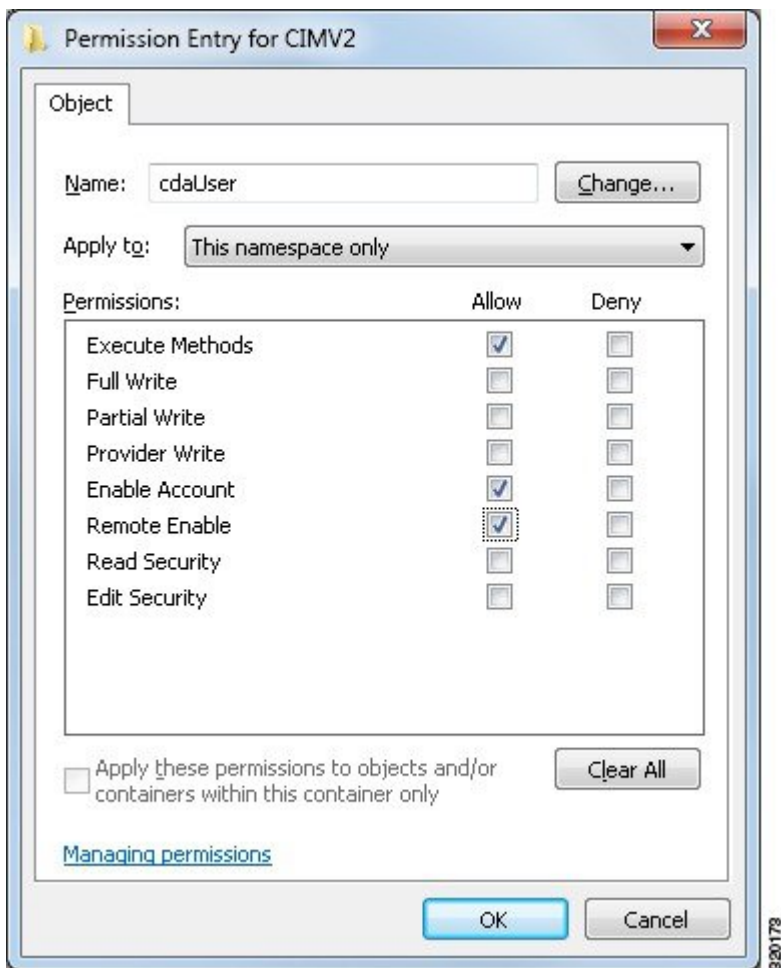 Permission Entry for CIMV2
Object
Name: cdaUser Change...
Apply to: This namespace only
Permissions: Allow Deny
Execute Methods
Full Write
Partial Write
Provider Write
Enable Account
Remote Enable
Read Security
Edit Security
Apply these permissions to objects and/or
containers within this container only
Clear All
Managing permissions
OK Cancel
320173